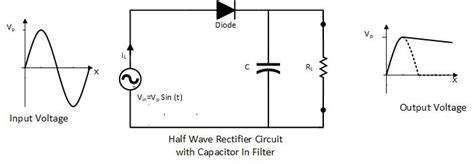 Vp
X
Input Voltage
IL
Vin=Vp Sin (t)
Diode
C
RL
Half Wave Rectifier Circuit
with Capacitor In Filter
Vp
X
Output Voltage